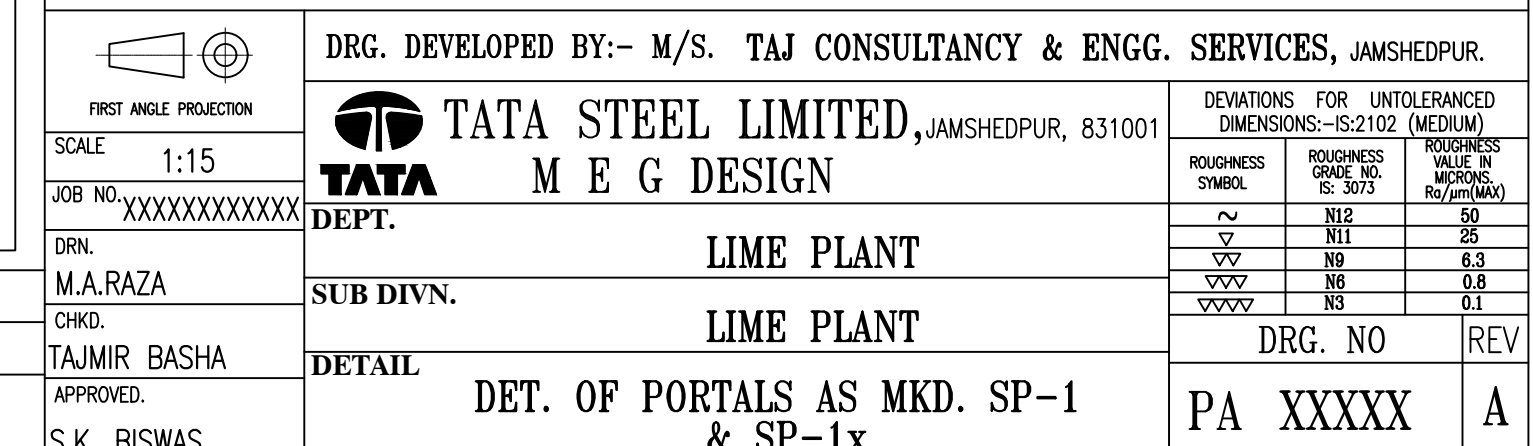 DRG. DEVELOPED BY:- M/S. TAJ CONSULTANCY & ENGG. SERVICES, JAMSHEDPUR.
FIRST ANGLE PROJECTION
SCALE
1:15
JOB NO. XXXXXXXXXXXX
DRN.
M.A.RAZA
CHKD.
TAJMIR BASHA
APPROVED.
S.K. BISWAS
TATA
TATA STEEL LIMITED, JAMSHEDPUR, 831001
M E G DESIGN
DEPT.
LIME PLANT
SUB DIVN.
LIME PLANT
DETAIL
DET. OF PORTALS AS MKD. SP-1
& SP-1x
DEVIATIONS FOR UNTOLERANCED
DIMENSIONS:-IS:2102 (MEDIUM)
ROUGHNESS
SYMBOL
ROUGHNESS
GRADE NO.
IS: 3073
ROUGHNESS
VALUE IN
MICRONS.
Ra/µm(MAX)
~ N12 50
▽ N11 25
▽▽ N9 6.3
▽▽▽ N6 0.8
▽▽▽▽ N3 0.1
DRG. NO REV
PA XXXXX A